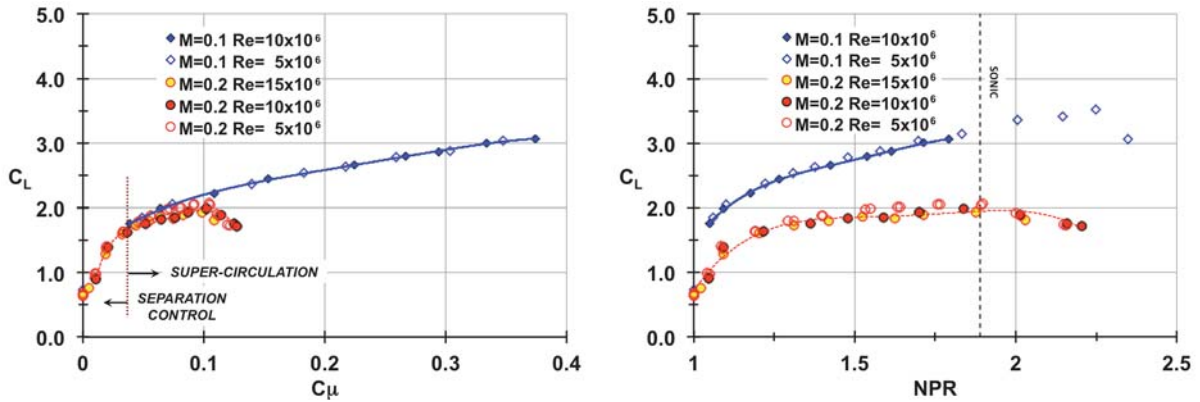 5.0
4.0
3.0
2.0
1.0
0.0
C_L
M=0.1 Re=10x10⁶
M=0.1 Re= 5x10⁶
M=0.2 Re=15x10⁶
M=0.2 Re=10x10⁶
M=0.2 Re= 5x10⁶
SUPER-CIRCULATION
SEPARATION
CONTROL
0 0.1 0.2 0.3 0.4
Cμ
5.0
4.0
3.0
2.0
1.0
0.0
C_L
M=0.1 Re=10x10⁶
M=0.1 Re= 5x10⁶
M=0.2 Re=15x10⁶
M=0.2 Re=10x10⁶
M=0.2 Re= 5x10⁶
SONIC
1 1.5 2 2.5
NPR